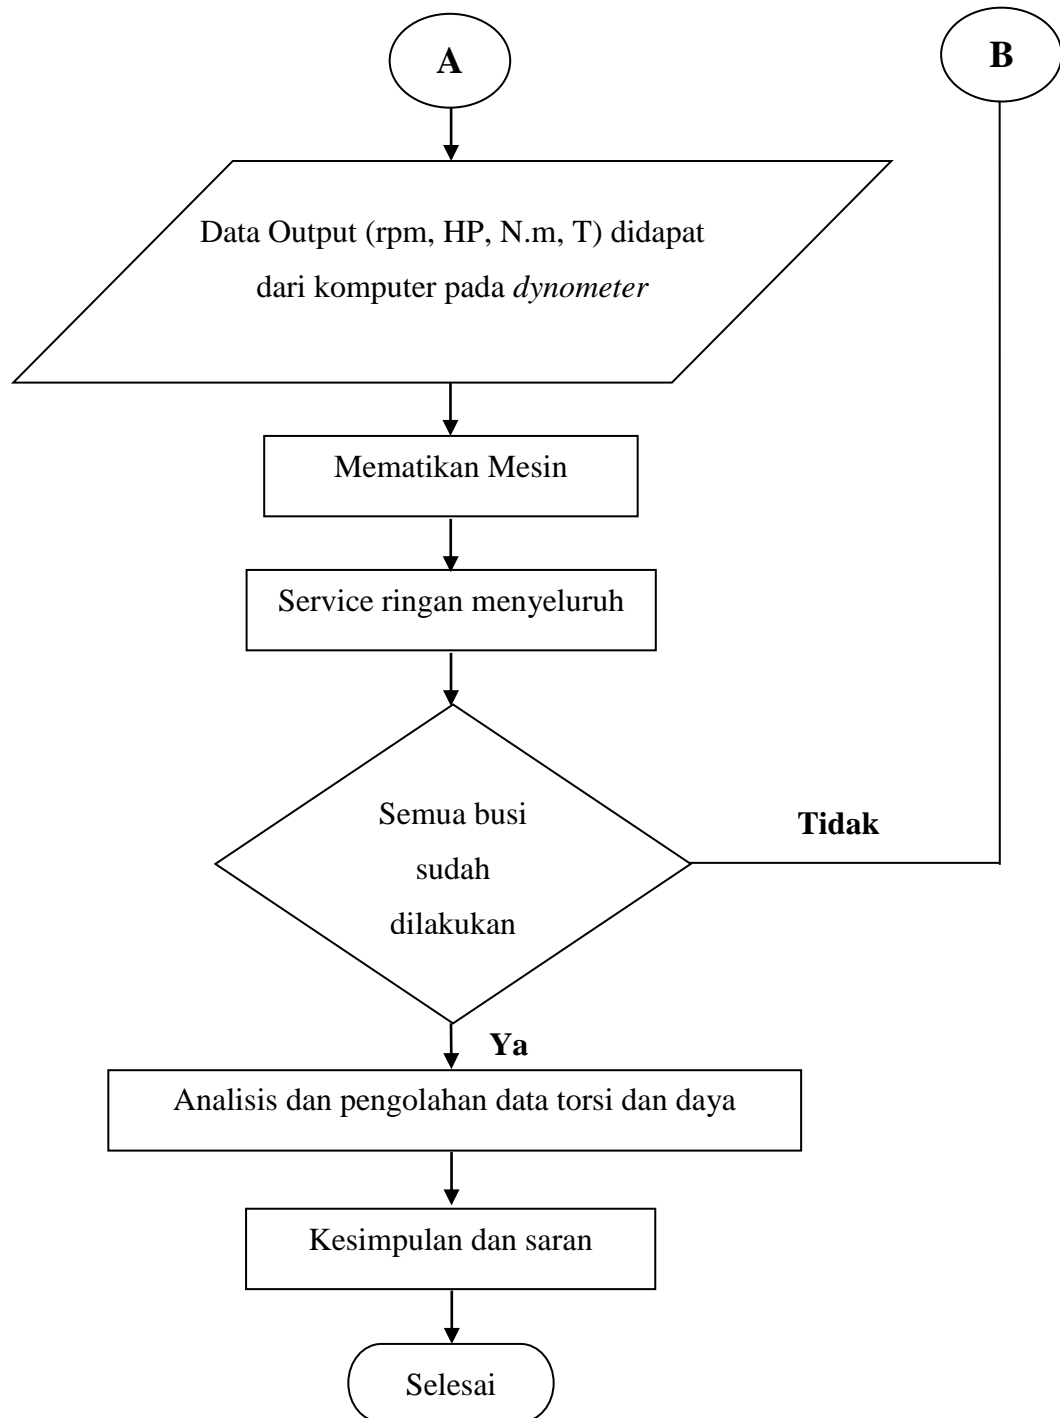 A
B
Data Output (rpm, HP, N.m, T) didapat
dari komputer pada dynometer
Mematikan Mesin
Service ringan menyeluruh
Semua busi
sudah
dilakukan
Tidak
Ya
Analisis dan pengolahan data torsi dan daya
Kesimpulan dan saran
Selesai